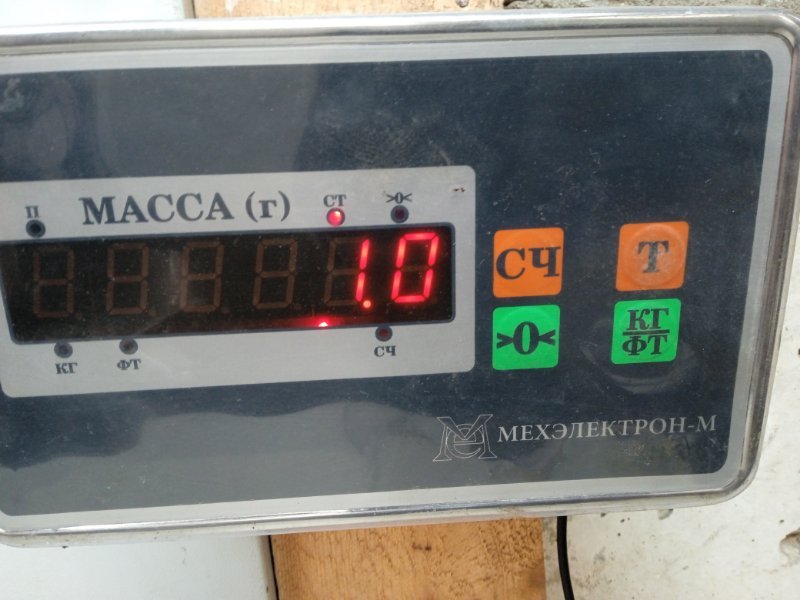 П МАССА (г) СТ >0<
1.0
КГ ФТ СЧ
СЧ Т
>0< КГ/ФТ
МЕХЭЛЕКТРОН-М